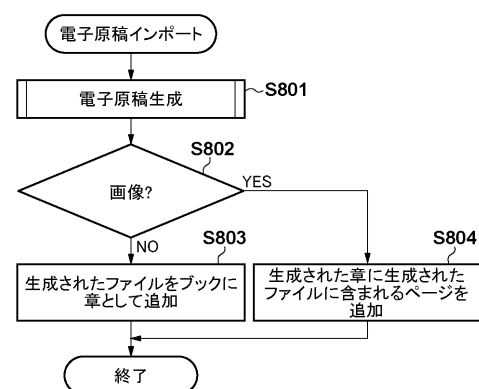 電子原稿インポート
電子原稿生成
S801
S802
画像?
YES
NO
S803
生成されたファイルをブックに
章として追加
S804
生成された章に生成された
ファイルに含まれるページを
追加
終了